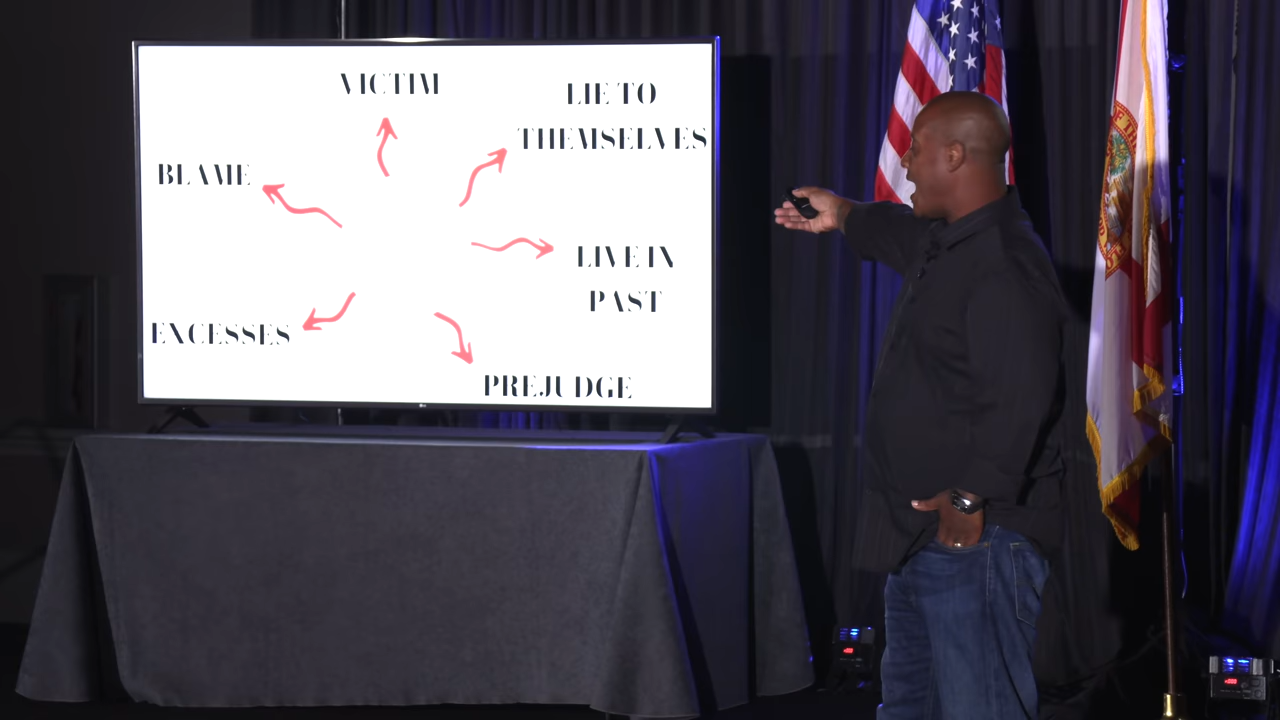 VICTIM
LIE TO
THEMSELVES
BLAME
LIVE IN
PAST
EXCESSES
PREJUDGE